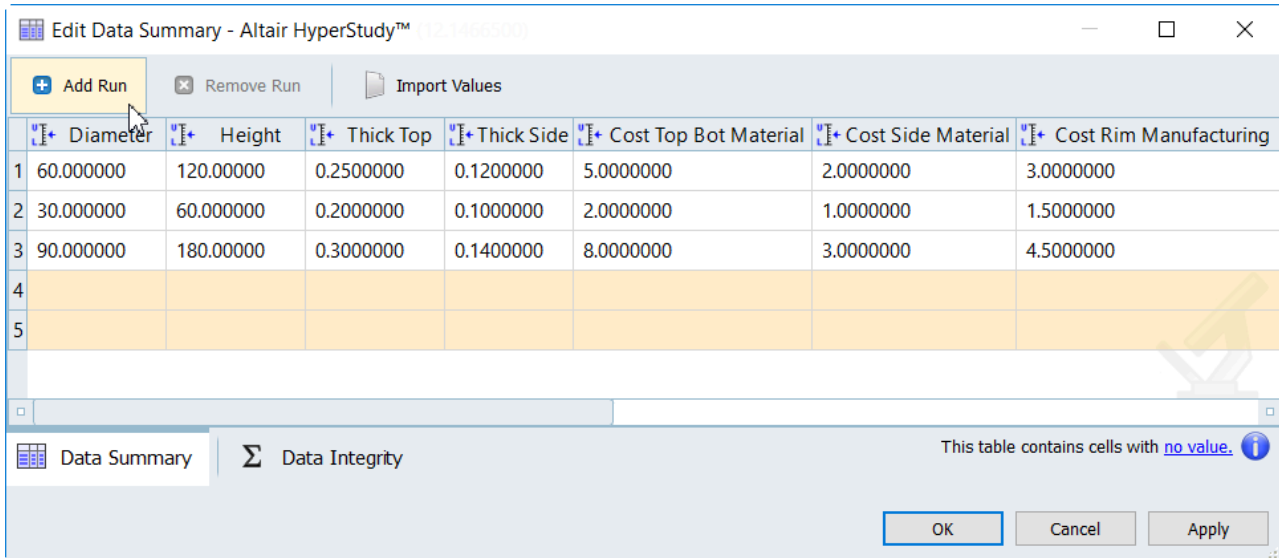 Edit Data Summary - Altair HyperStudy™ (12.1466500)
Add Run Remove Run Import Values
Diameter Height Thick Top Thick Side Cost Top Bot Material Cost Side Material Cost Rim Manufacturing
1 60.000000 120.00000 0.2500000 0.1200000 5.0000000 2.0000000 3.0000000
2 30.000000 60.000000 0.2000000 0.1000000 2.0000000 1.0000000 1.5000000
3 90.000000 180.00000 0.3000000 0.1400000 8.0000000 3.0000000 4.5000000
4
5
Data Summary Σ Data Integrity This table contains cells with no value.
OK Cancel Apply